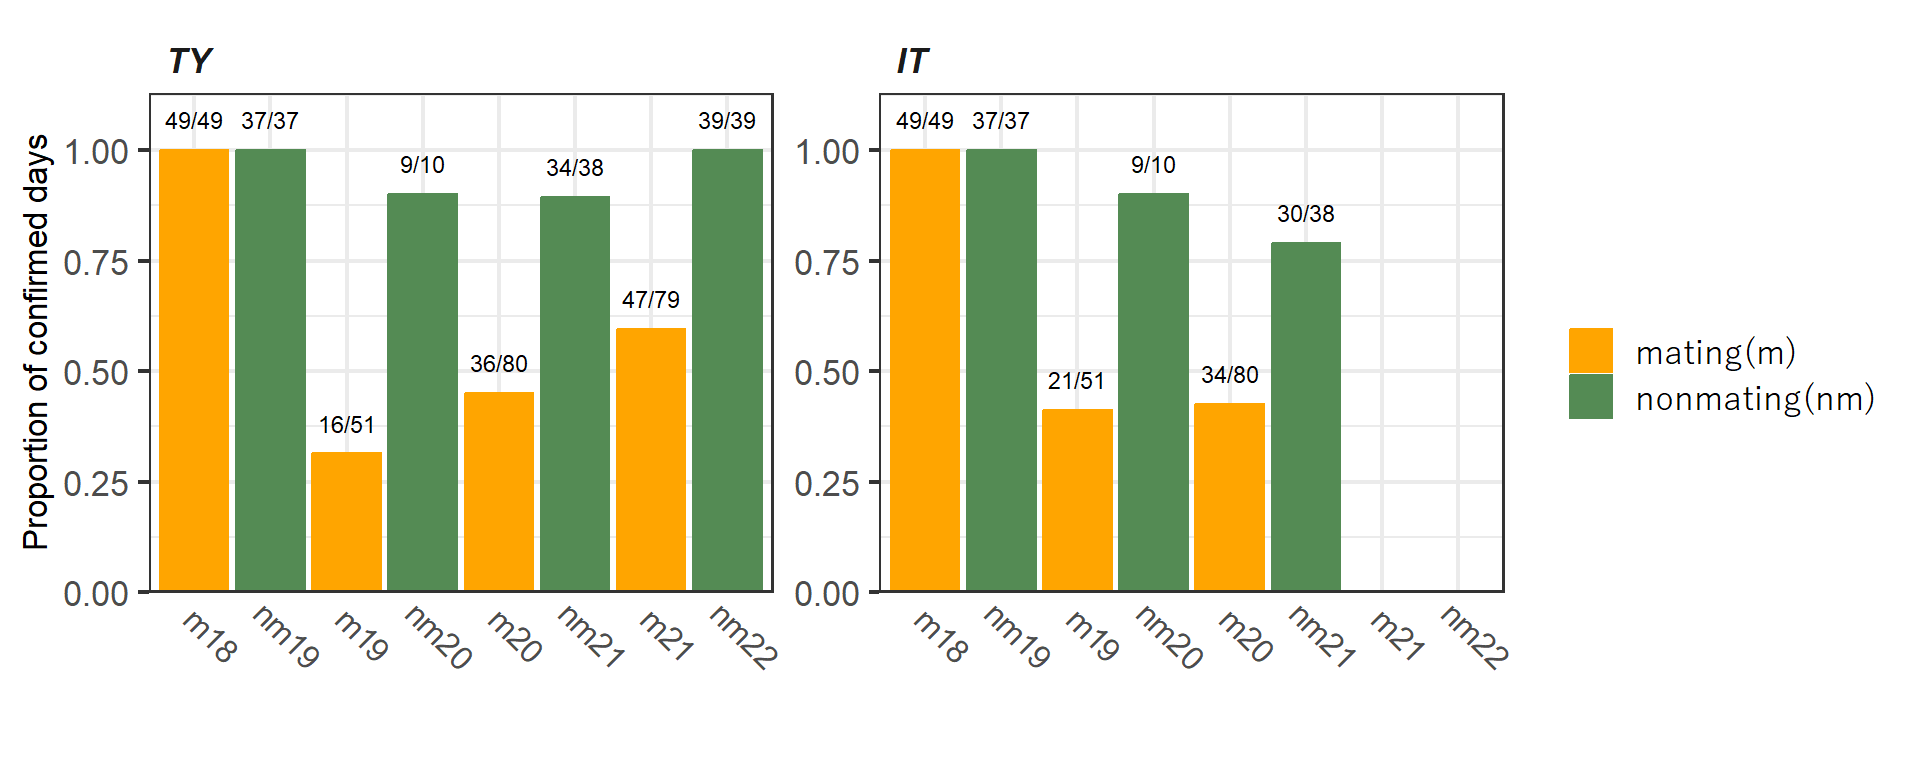 TY
49/49 37/37 16/51 9/10 36/80 34/38 47/79 39/39
Proportion of confirmed days
1.00
0.75
0.50
0.25
0.00
m18 nm19 m19 nm20 m20 nm21 m21 nm22
IT
49/49 37/37 21/51 9/10 34/80 30/38
1.00
0.75
0.50
0.25
0.00
m18 nm19 m19 nm20 m20 nm21 m21 nm22
mating(m)
nonmating(nm)